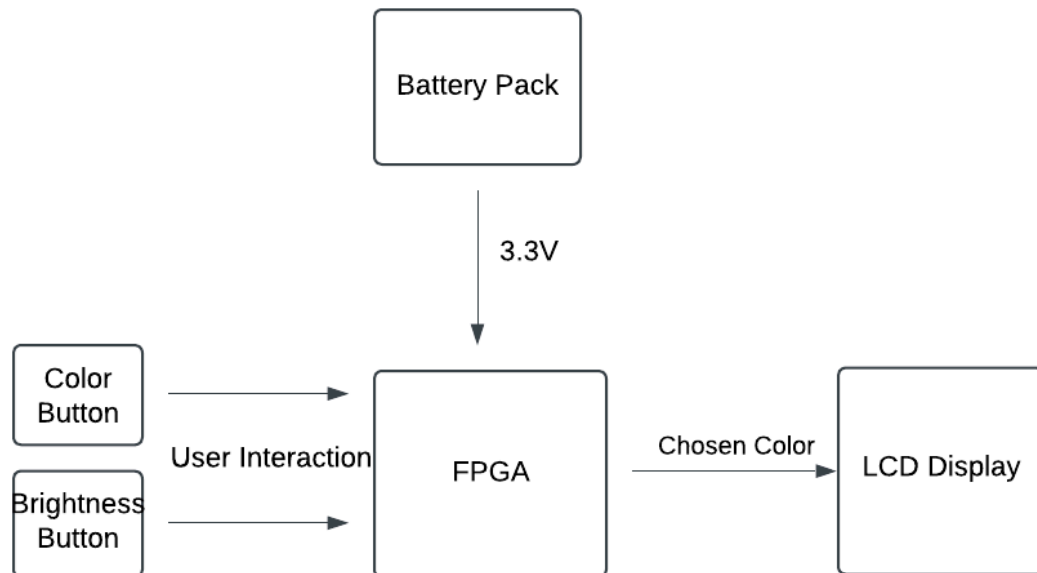 Battery Pack
3.3V
Color
Button
User Interaction
Brightness
Button
FPGA
Chosen Color
LCD Display